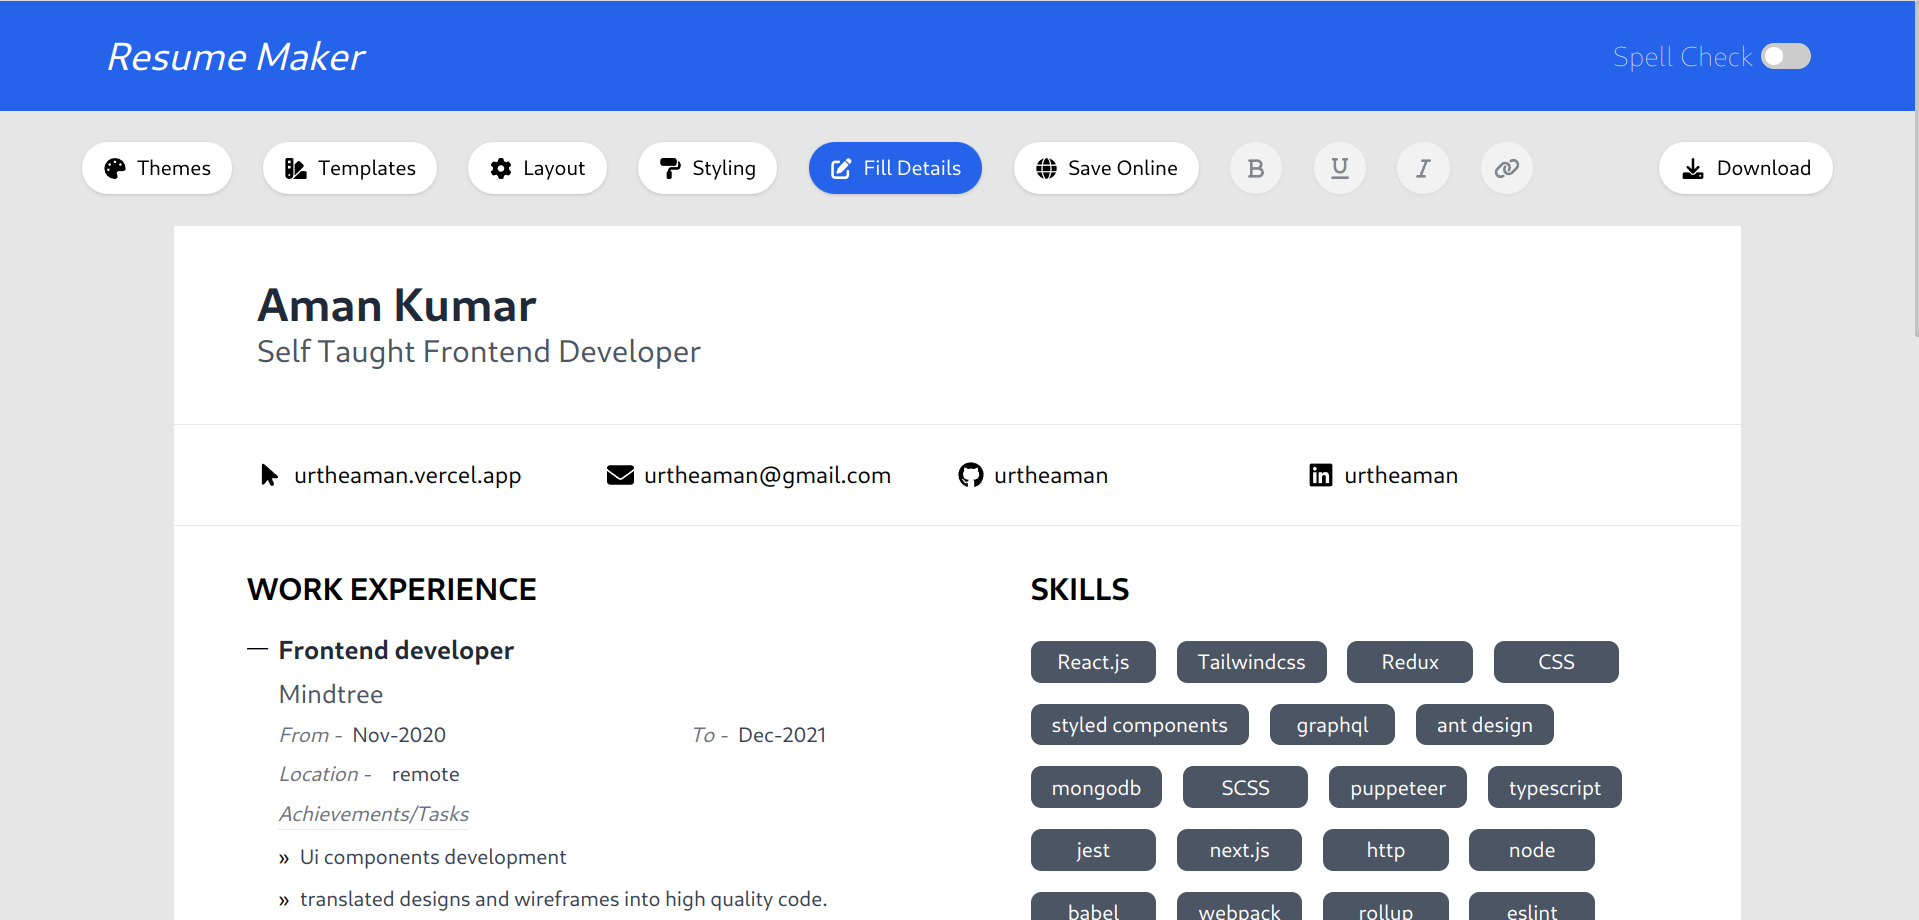 Resume Maker
Spell Check
Themes
Templates
Layout
Styling
Fill Details
Save Online
B
U
I
Download
Aman Kumar
Self Taught Frontend Developer
urtheaman.vercel.app
urtheaman@gmail.com
urtheaman
in urtheaman
WORK EXPERIENCE
— Frontend developer
Mindtree
From - Nov-2020
To - Dec-2021
Location - remote
Achievements/Tasks
» Ui components development
» translated designs and wireframes into high quality code.
SKILLS
React.js Tailwindcss Redux CSS
styled components graphql ant design
mongodb SCSS puppeteer typescript
jest next.js http node
babel webpack rollup eslint